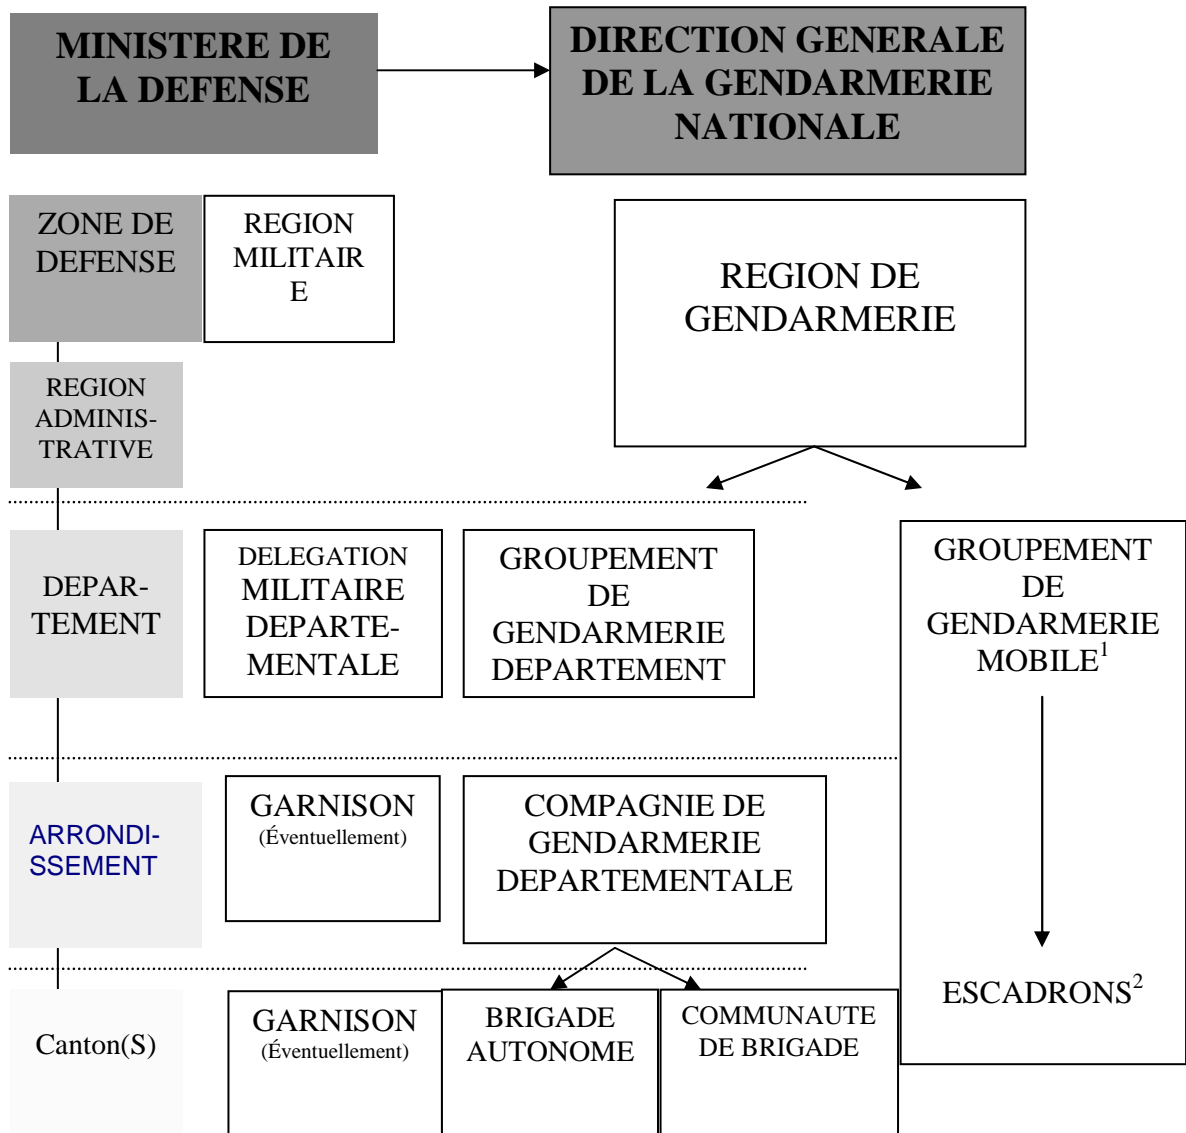 MINISTERE DE
LA DEFENSE
DIRECTION GENERALE
DE LA GENDARMERIE
NATIONALE
ZONE DE
DEFENSE
REGION
MILITAIR
E
REGION DE
GENDARMERIE
REGION
ADMINIS-
TRATIVE
DEPAR-
TEMENT
DELEGATION
MILITAIRE
DEPARTE-
MENTALE
GROUPEMENT
DE
GENDARMERIE
DEPARTEMENT
GROUPEMENT
DE
GENDARMERIE
MOBILE¹
ARRONDI-
SSEMENT
GARNISON
(Éventuellement)
COMPAGNIE DE
GENDARMERIE
DEPARTEMENTALE
ESCADRONS²
Canton(S)
GARNISON
(Éventuellement)
BRIGADE
AUTONOME
COMMUNAUTE
DE BRIGADE